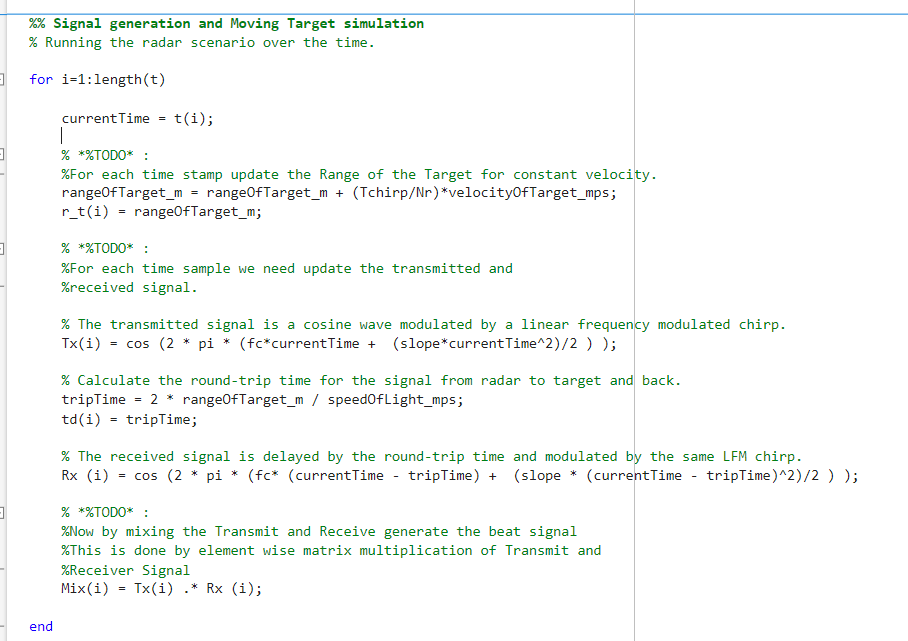 %% Signal generation and Moving Target simulation
% Running the radar scenario over the time.
for i=1:length(t)
currentTime = t(i);
% *%TODO* :
%For each time stamp update the Range of the Target for constant velocity.
rangeOfTarget_m = rangeOfTarget_m + (Tchirp/Nr)*velocityOfTarget_mps;
r_t(i) = rangeOfTarget_m;
% *%TODO* :
%For each time sample we need update the transmitted and
%received signal.
% The transmitted signal is a cosine wave modulated by a linear frequency modulated chirp.
Tx(i) = cos (2 * pi * (fc*currentTime +  (slope*currentTime^2)/2 ) );
% Calculate the round-trip time for the signal from radar to target and back.
tripTime = 2 * rangeOfTarget_m / speedOfLight_mps;
td(i) = tripTime;
% The received signal is delayed by the round-trip time and modulated by the same LFM chirp.
Rx (i) = cos (2 * pi * (fc* (currentTime - tripTime) +  (slope * (currentTime - tripTime)^2)/2 ) );
% *%TODO* :
%Now by mixing the Transmit and Receive generate the beat signal
%This is done by element wise matrix multiplication of Transmit and
%Receiver Signal
Mix(i) = Tx(i) .* Rx (i);
end